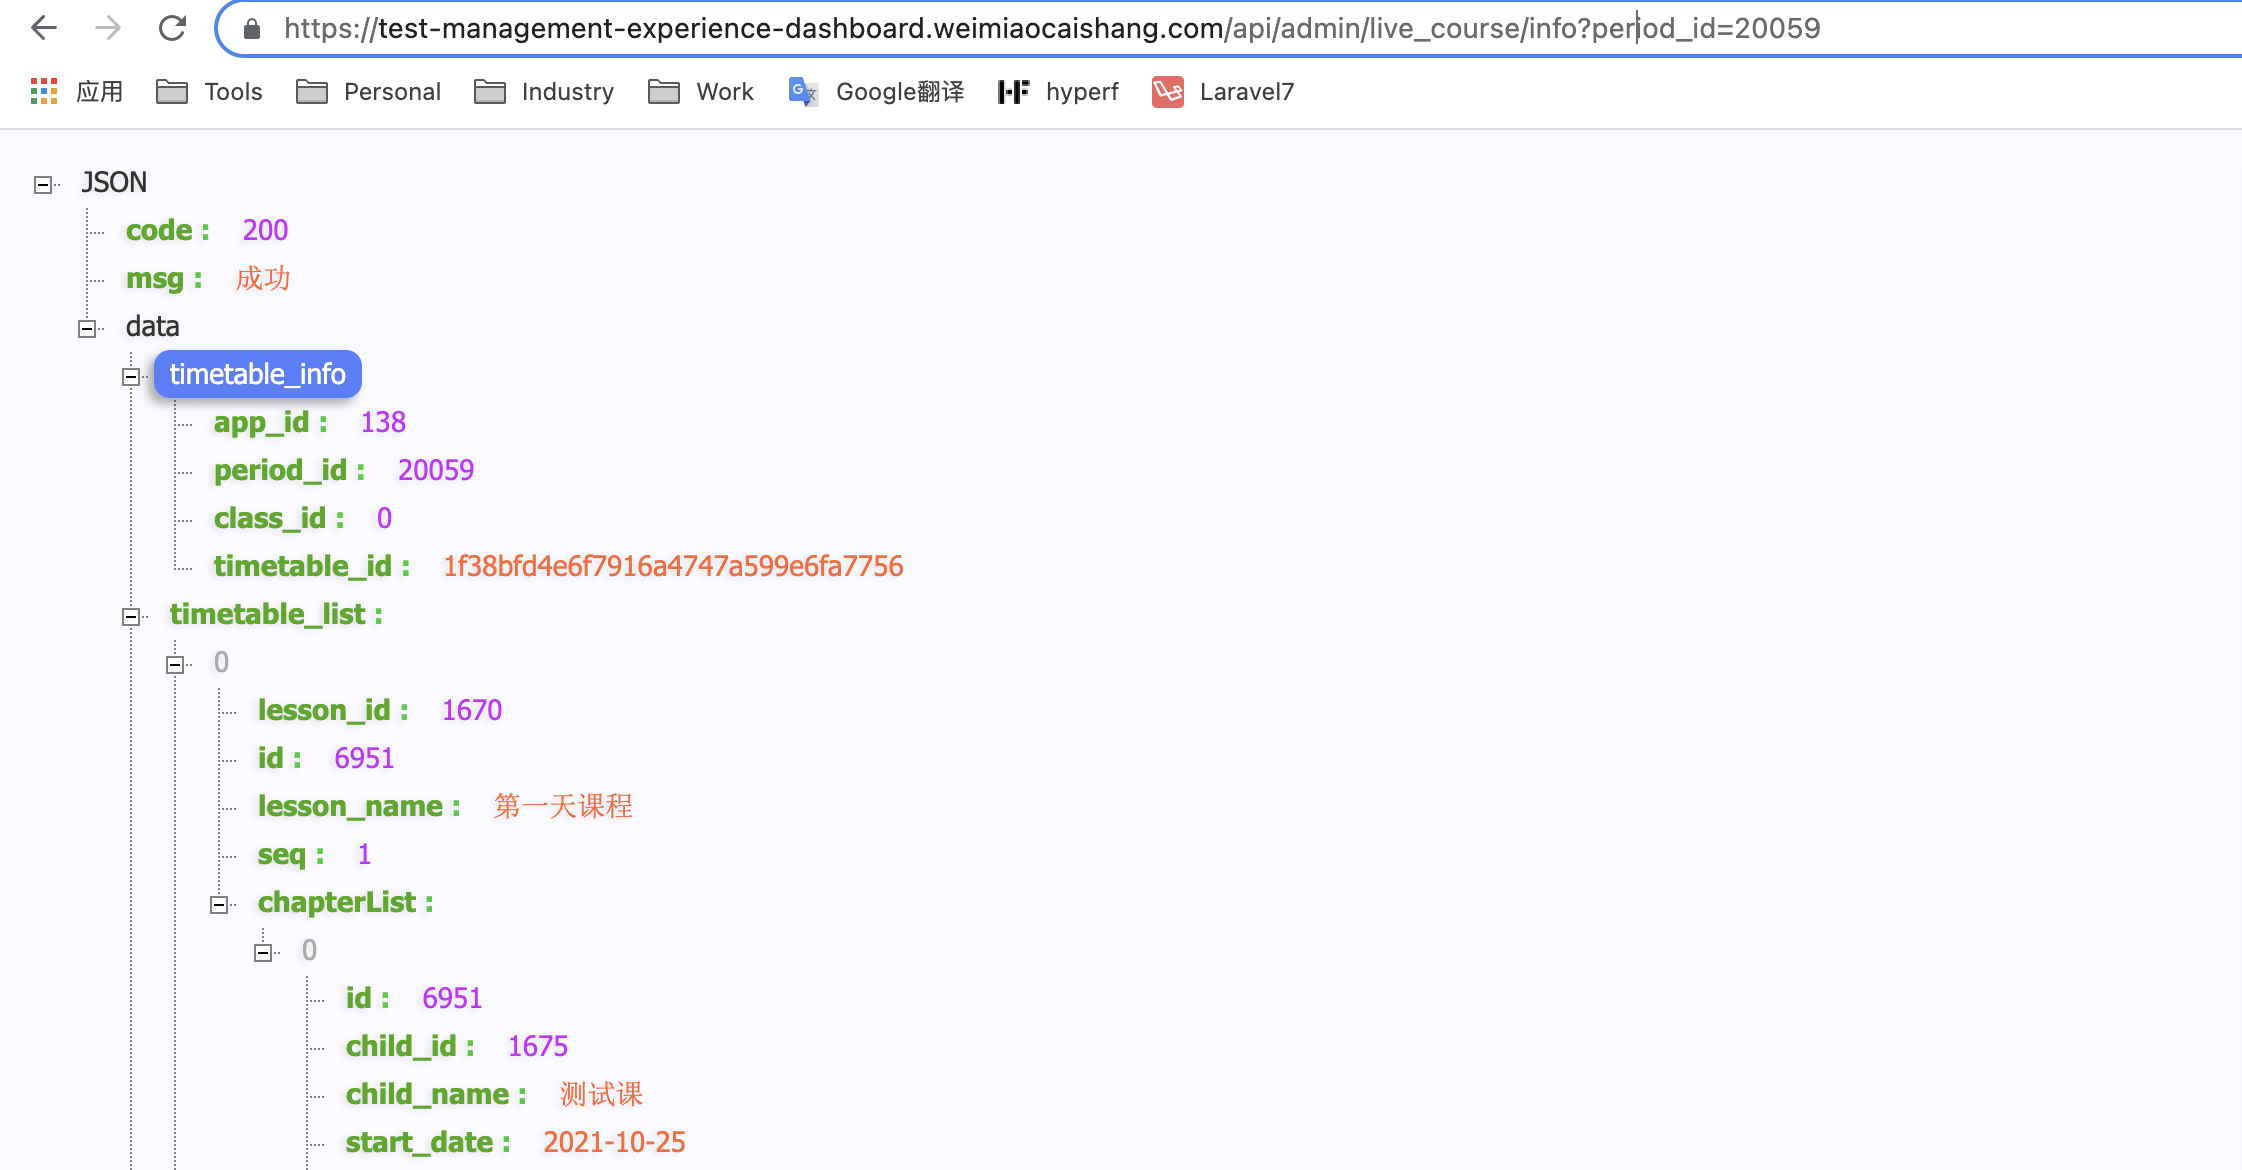 https://test-management-experience-dashboard.weimiaocaishang.com/api/admin/live_course/info?period_id=20059
应用 Tools Personal Industry Work Google翻译 hyperf Laravel7
JSON
code : 200
msg : 成功
data
timetable_info
app_id : 138
period_id : 20059
class_id : 0
timetable_id : 1f38bfd4e6f7916a4747a599e6fa7756
timetable_list :
0
lesson_id : 1670
id : 6951
lesson_name : 第一天课程
seq : 1
chapterList :
0
id : 6951
child_id : 1675
child_name : 测试课
start_date : 2021-10-25